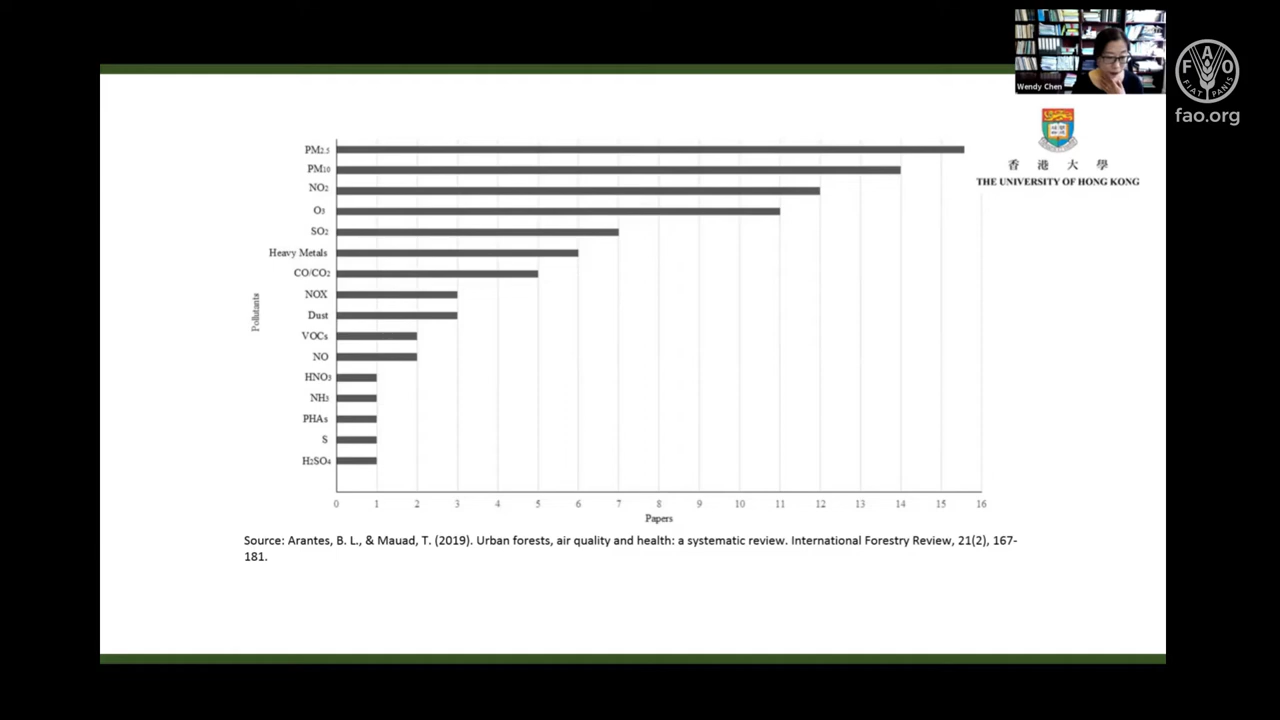 Wendy Chen
FAO
FIAT PANIS
fao.org
香港大學
THE UNIVERSITY OF HONG KONG
PM2.5
PM10
NO2
O3
SO2
Heavy Metals
CO/CO2
NOX
Dust
VOCs
NO
HNO3
NH3
PHAs
S
H2SO4
Pollutants
0 1 2 3 4 5 6 7 8 9 10 11 12 13 14 15 16
Papers
Source: Arantes, B. L., & Mauad, T. (2019). Urban forests, air quality and health: a systematic review. International Forestry Review, 21(2), 167-
181.